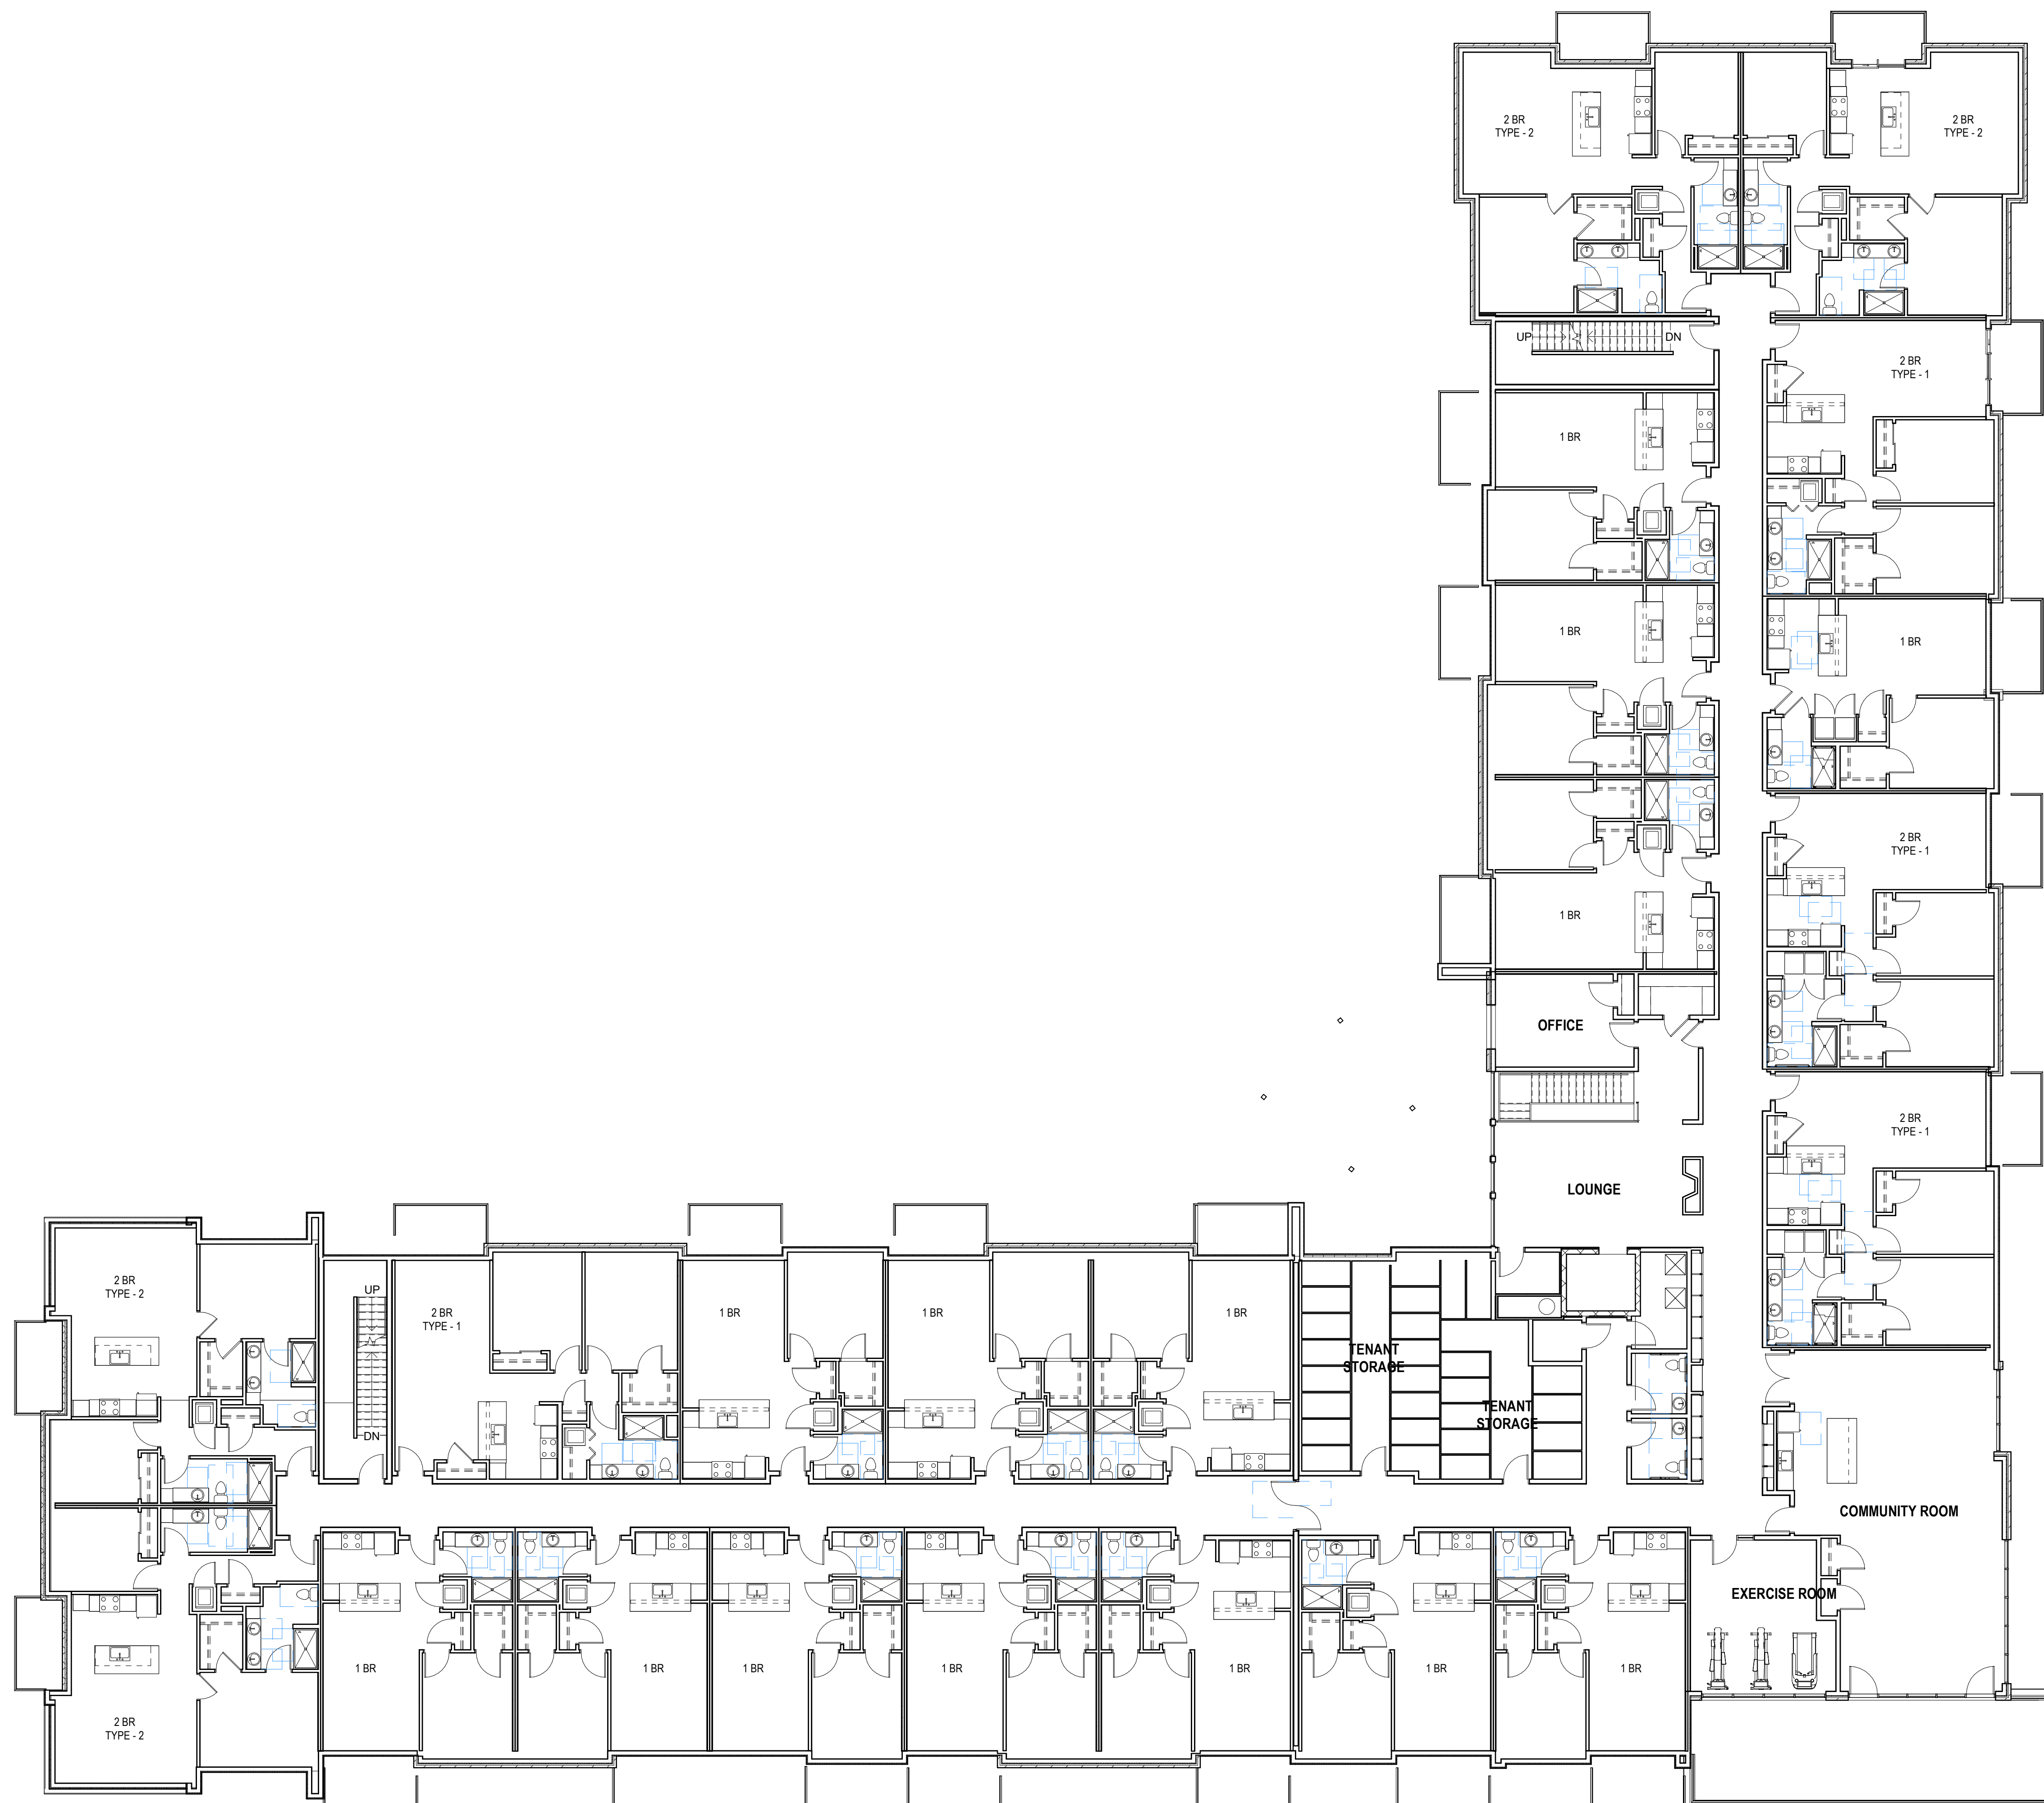 2 BR
TYPE - 2
2 BR
TYPE - 2
UP
DN
2 BR
TYPE - 1
1 BR
1 BR
1 BR
2 BR
TYPE - 1
1 BR
OFFICE
2 BR
TYPE - 1
LOUNGE
2 BR
TYPE - 2
UP
2 BR
TYPE - 1
1 BR
1 BR
1 BR
TENANT
STORAGE
TENANT
STORAGE
DN
COMMUNITY ROOM
EXERCISE ROOM
1 BR
1 BR
1 BR
1 BR
1 BR
1 BR
1 BR
2 BR
TYPE - 2